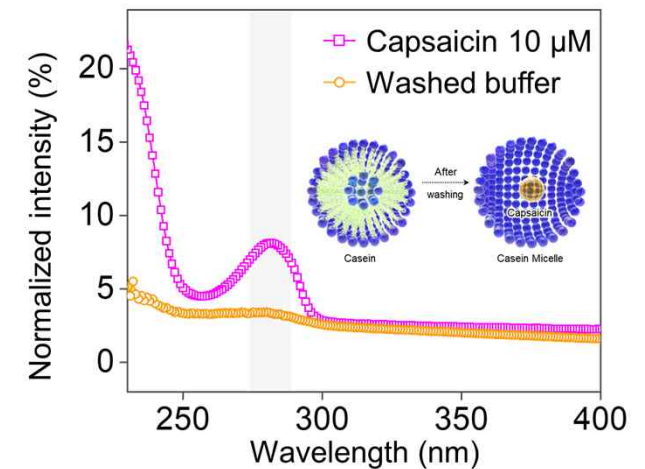 Normalized intensity (%)
20
15
10
5
0
Capsaicin 10 µM
Washed buffer
After
washing
Capsaicin
Casein
Casein Micelle
250
300
350
400
Wavelength (nm)